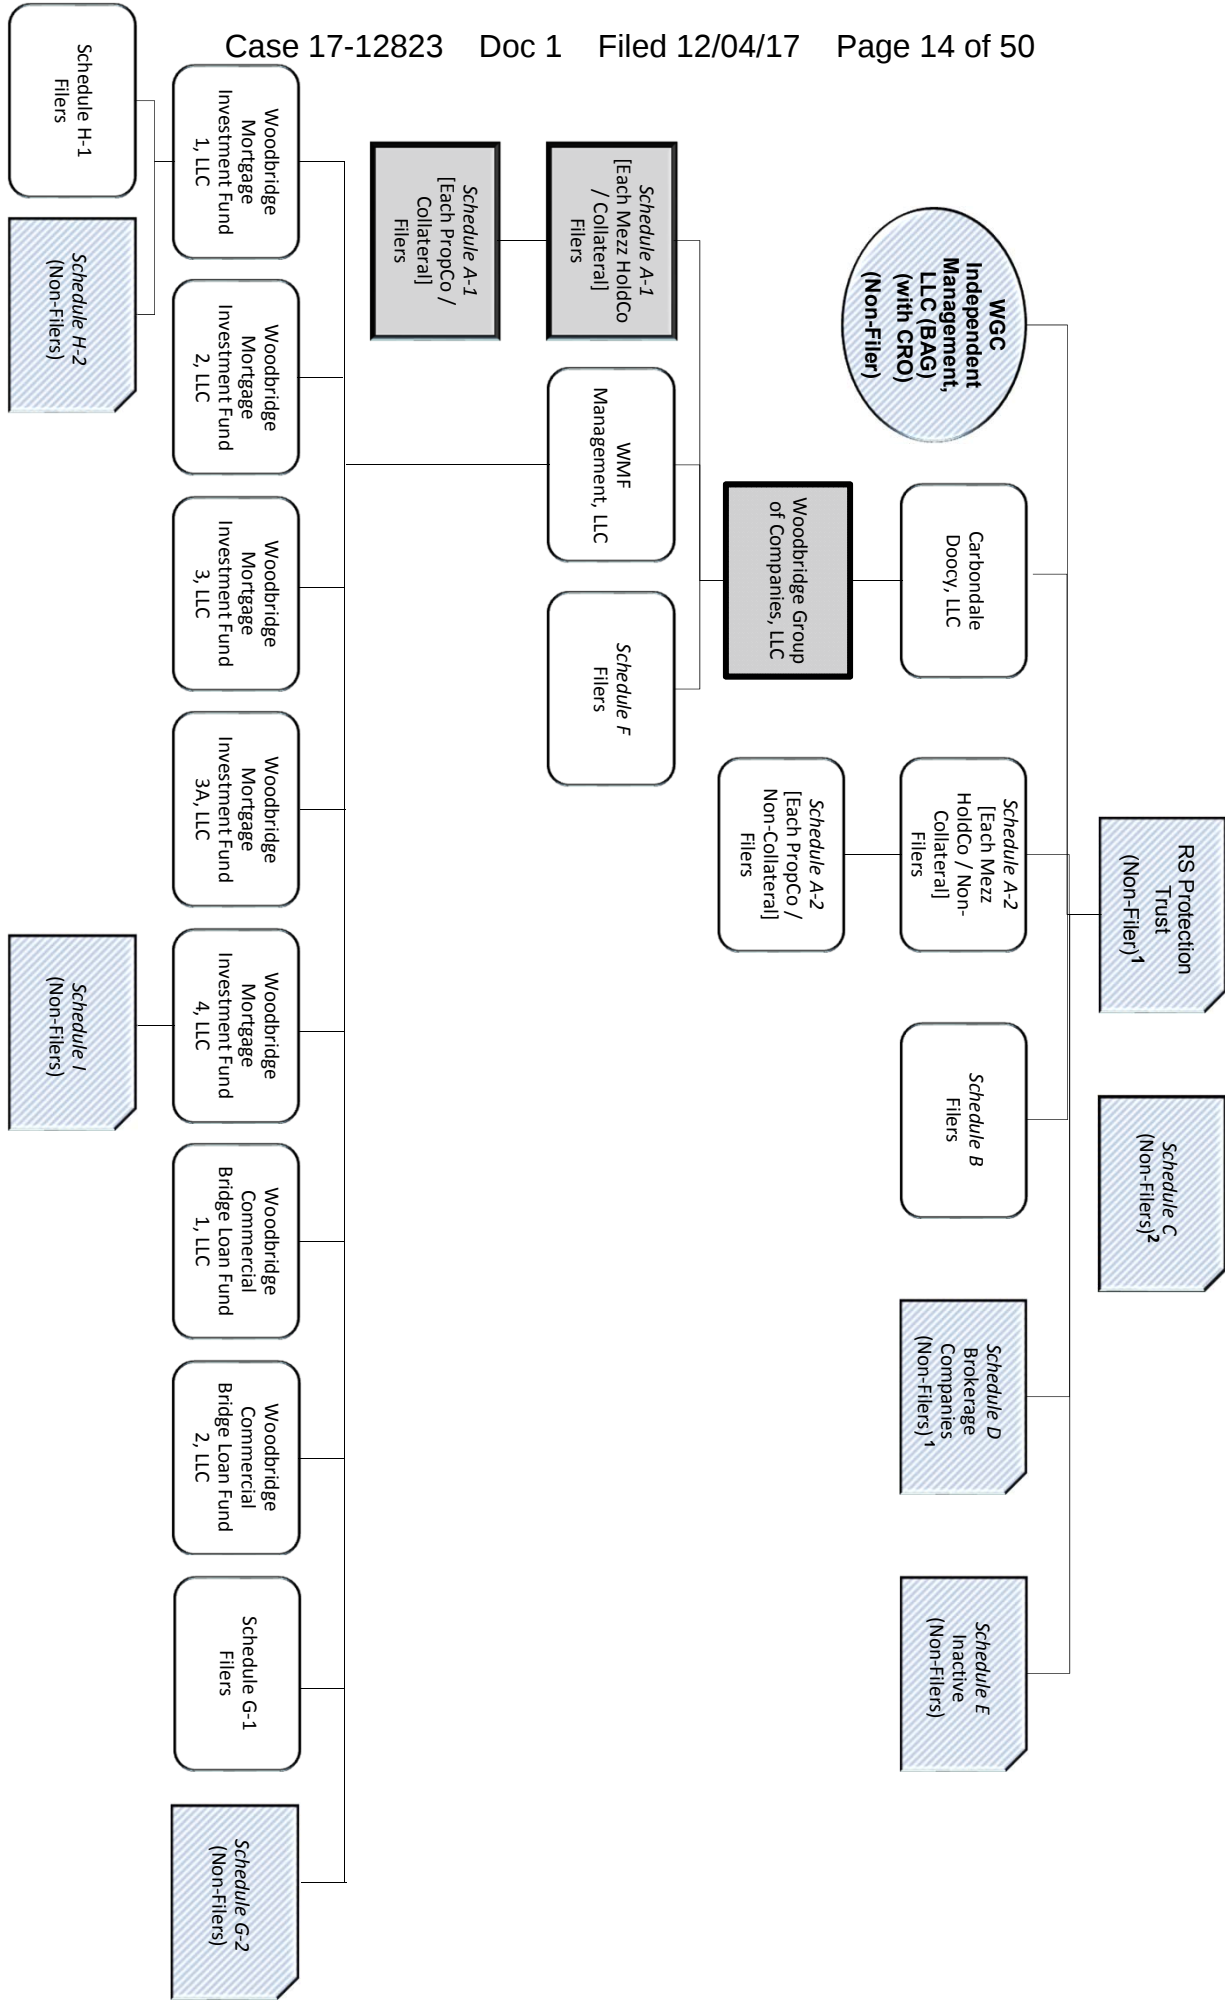 Case 17-12823 Doc 1 Filed 12/04/17 Page 14 of 50
RS Protection
Trust
(Non-Filer)1
Schedule C
(Non-Filers)2
WGC
Independent
Management,
LLC (BAG)
(with CRO)
(Non-Filer)
Carbondale
Doocy, LLC
Schedule A-2
[Each Mezz
HoldCo / Non-
Collateral]
Filers
Schedule B
Filers
Schedule D
Brokerage
Companies
(Non-Filers) 1
Schedule E
Inactive
(Non-Filers)
Woodbridge Group
of Companies, LLC
Schedule A-2
[Each PropCo /
Non-Collateral]
Filers
Schedule A-1
[Each Mezz HoldCo
/ Collateral]
Filers
WMF
Management, LLC
Schedule F
Filers
Schedule A-1
[Each PropCo /
Collateral]
Filers
Woodbridge
Mortgage
Investment Fund
1, LLC
Woodbridge
Mortgage
Investment Fund
2, LLC
Woodbridge
Mortgage
Investment Fund
3, LLC
Woodbridge
Mortgage
Investment Fund
3A, LLC
Woodbridge
Mortgage
Investment Fund
4, LLC
Woodbridge
Commercial
Bridge Loan Fund
1, LLC
Woodbridge
Commercial
Bridge Loan Fund
2, LLC
Schedule G-1
Filers
Schedule G-2
(Non-Filers)
Schedule H-1
Filers
Schedule H-2
(Non-Filers)
Schedule I
(Non-Filers)